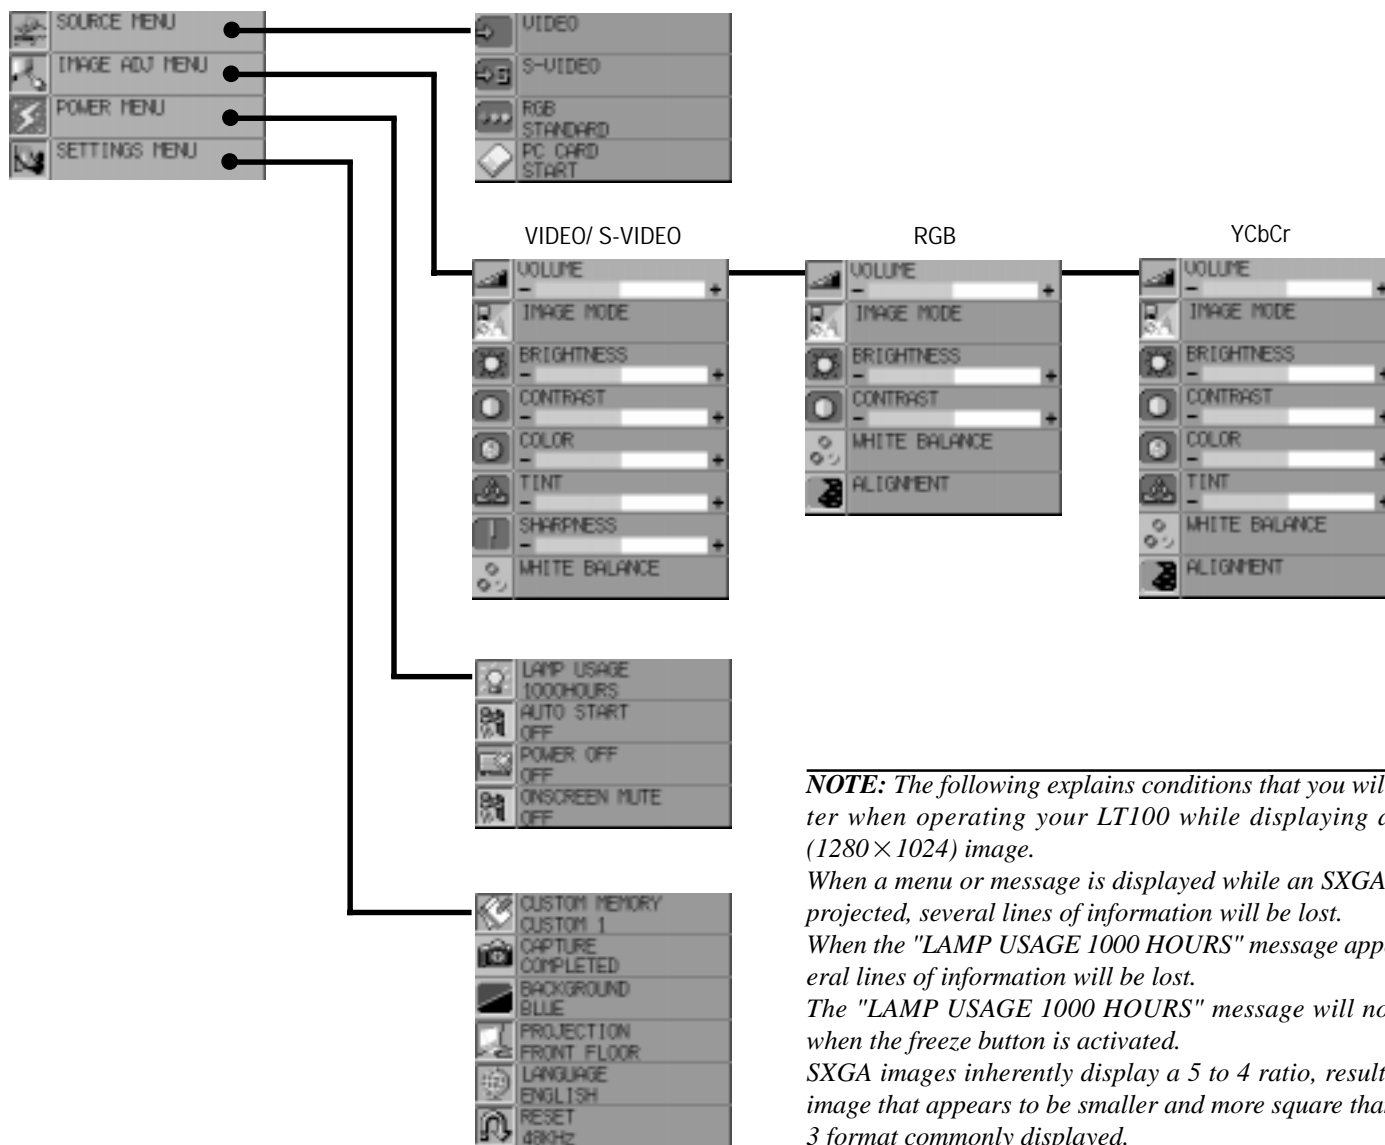 SOURCE MENU
IMAGE ADJ MENU
POWER MENU
SETTINGS MENU
VIDEO
S-VIDEO
RGB
STANDARD
PC CARD
START
VIDEO/ S-VIDEO
VOLUME
- +
IMAGE MODE
BRIGHTNESS
- +
CONTRAST
- +
COLOR
- +
TINT
- +
SHARPNESS
- +
WHITE BALANCE
RGB
VOLUME
- +
IMAGE MODE
BRIGHTNESS
- +
CONTRAST
- +
WHITE BALANCE
ALIGNMENT
YCbCr
VOLUME
- +
IMAGE MODE
BRIGHTNESS
- +
CONTRAST
- +
COLOR
- +
TINT
- +
WHITE BALANCE
ALIGNMENT
LAMP USAGE
1000HOURS
AUTO START
OFF
POWER OFF
OFF
ONSCREEN MUTE
OFF
CUSTOM MEMORY
CUSTOM 1
CAPTURE
COMPLETED
BACKGROUND
BLUE
PROJECTION
FRONT FLOOR
LANGUAGE
ENGLISH
RESET
48KHz
NOTE: The following explains conditions that you wil
ter when operating your LT100 while displaying a
(1280×1024) image.
When a menu or message is displayed while an SXGA
projected, several lines of information will be lost.
When the "LAMP USAGE 1000 HOURS" message app
eral lines of information will be lost.
The "LAMP USAGE 1000 HOURS" message will no
when the freeze button is activated.
SXGA images inherently display a 5 to 4 ratio, result
image that appears to be smaller and more square tha
3 format commonly displayed.